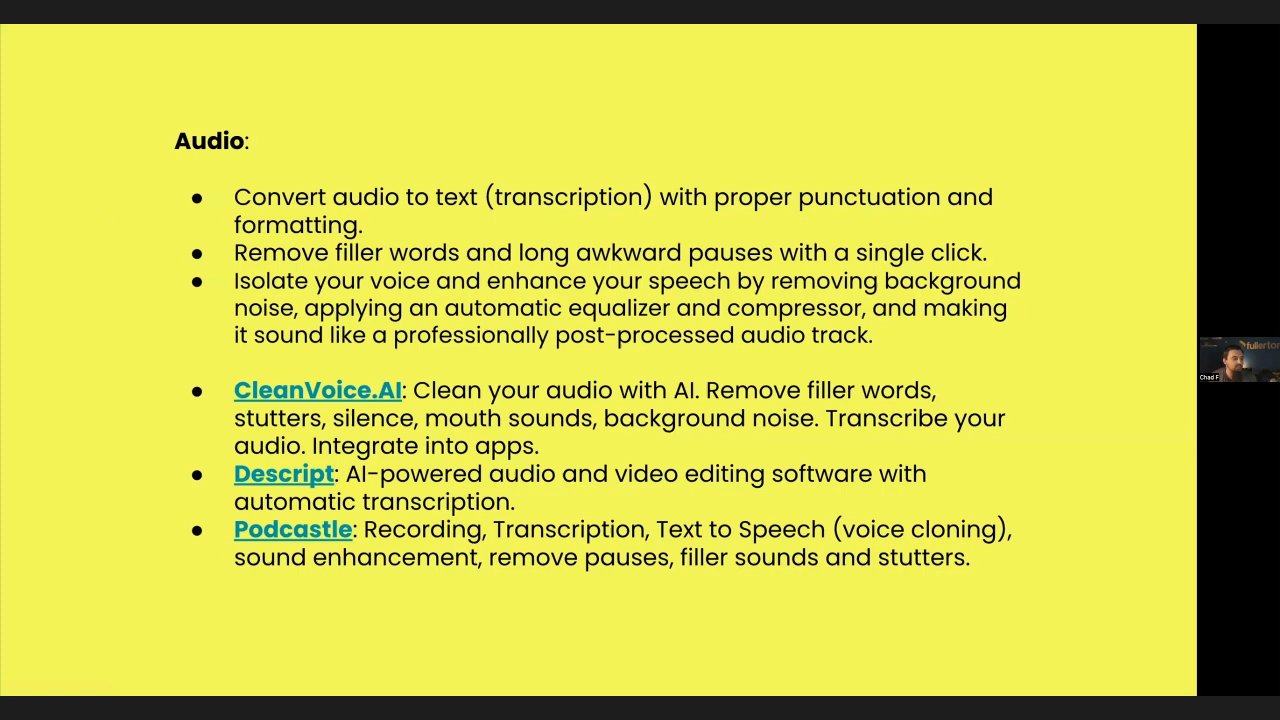 Audio:
● Convert audio to text (transcription) with proper punctuation and
formatting.
● Remove filler words and long awkward pauses with a single click.
● Isolate your voice and enhance your speech by removing background
noise, applying an automatic equalizer and compressor, and making
it sound like a professionally post-processed audio track.
● CleanVoice.AI: Clean your audio with AI. Remove filler words,
stutters, silence, mouth sounds, background noise. Transcribe your
audio. Integrate into apps.
● Descript: AI-powered audio and video editing software with
automatic transcription.
● Podcastle: Recording, Transcription, Text to Speech (voice cloning),
sound enhancement, remove pauses, filler sounds and stutters.
fullerton
Chad F